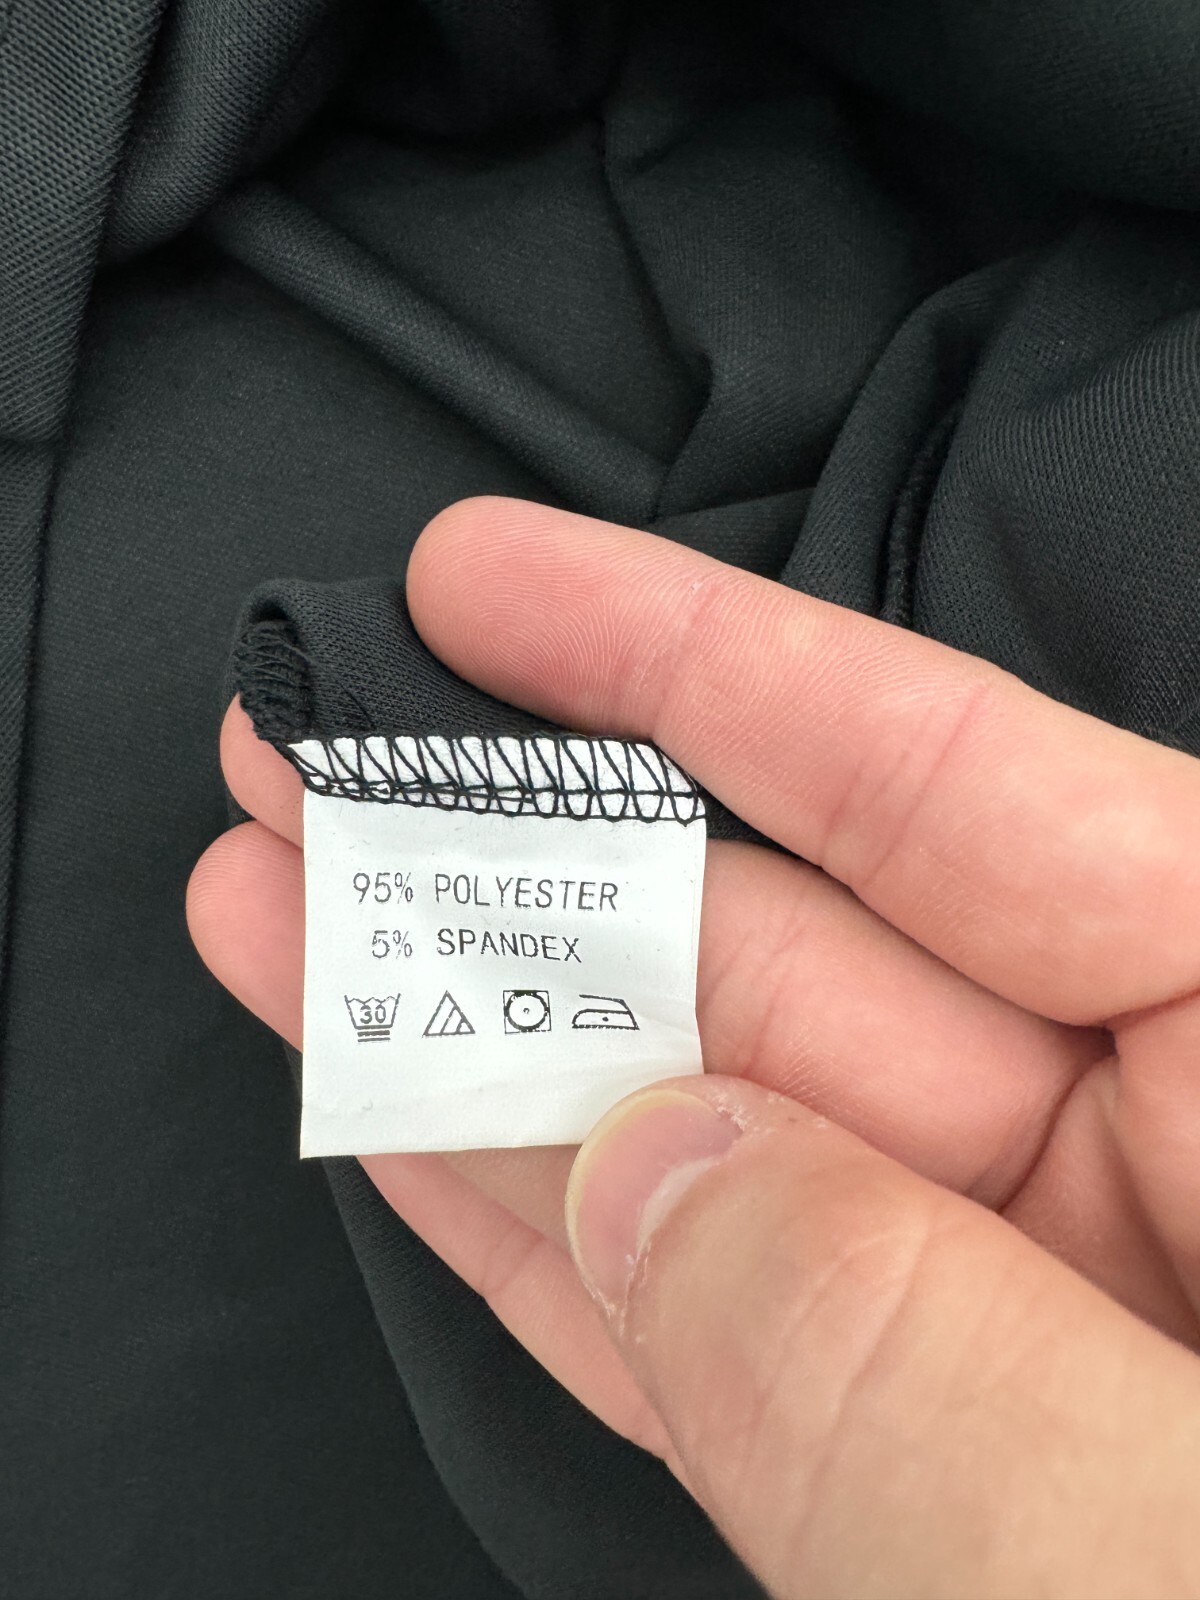 95% POLYESTER
5% SPANDEX
30